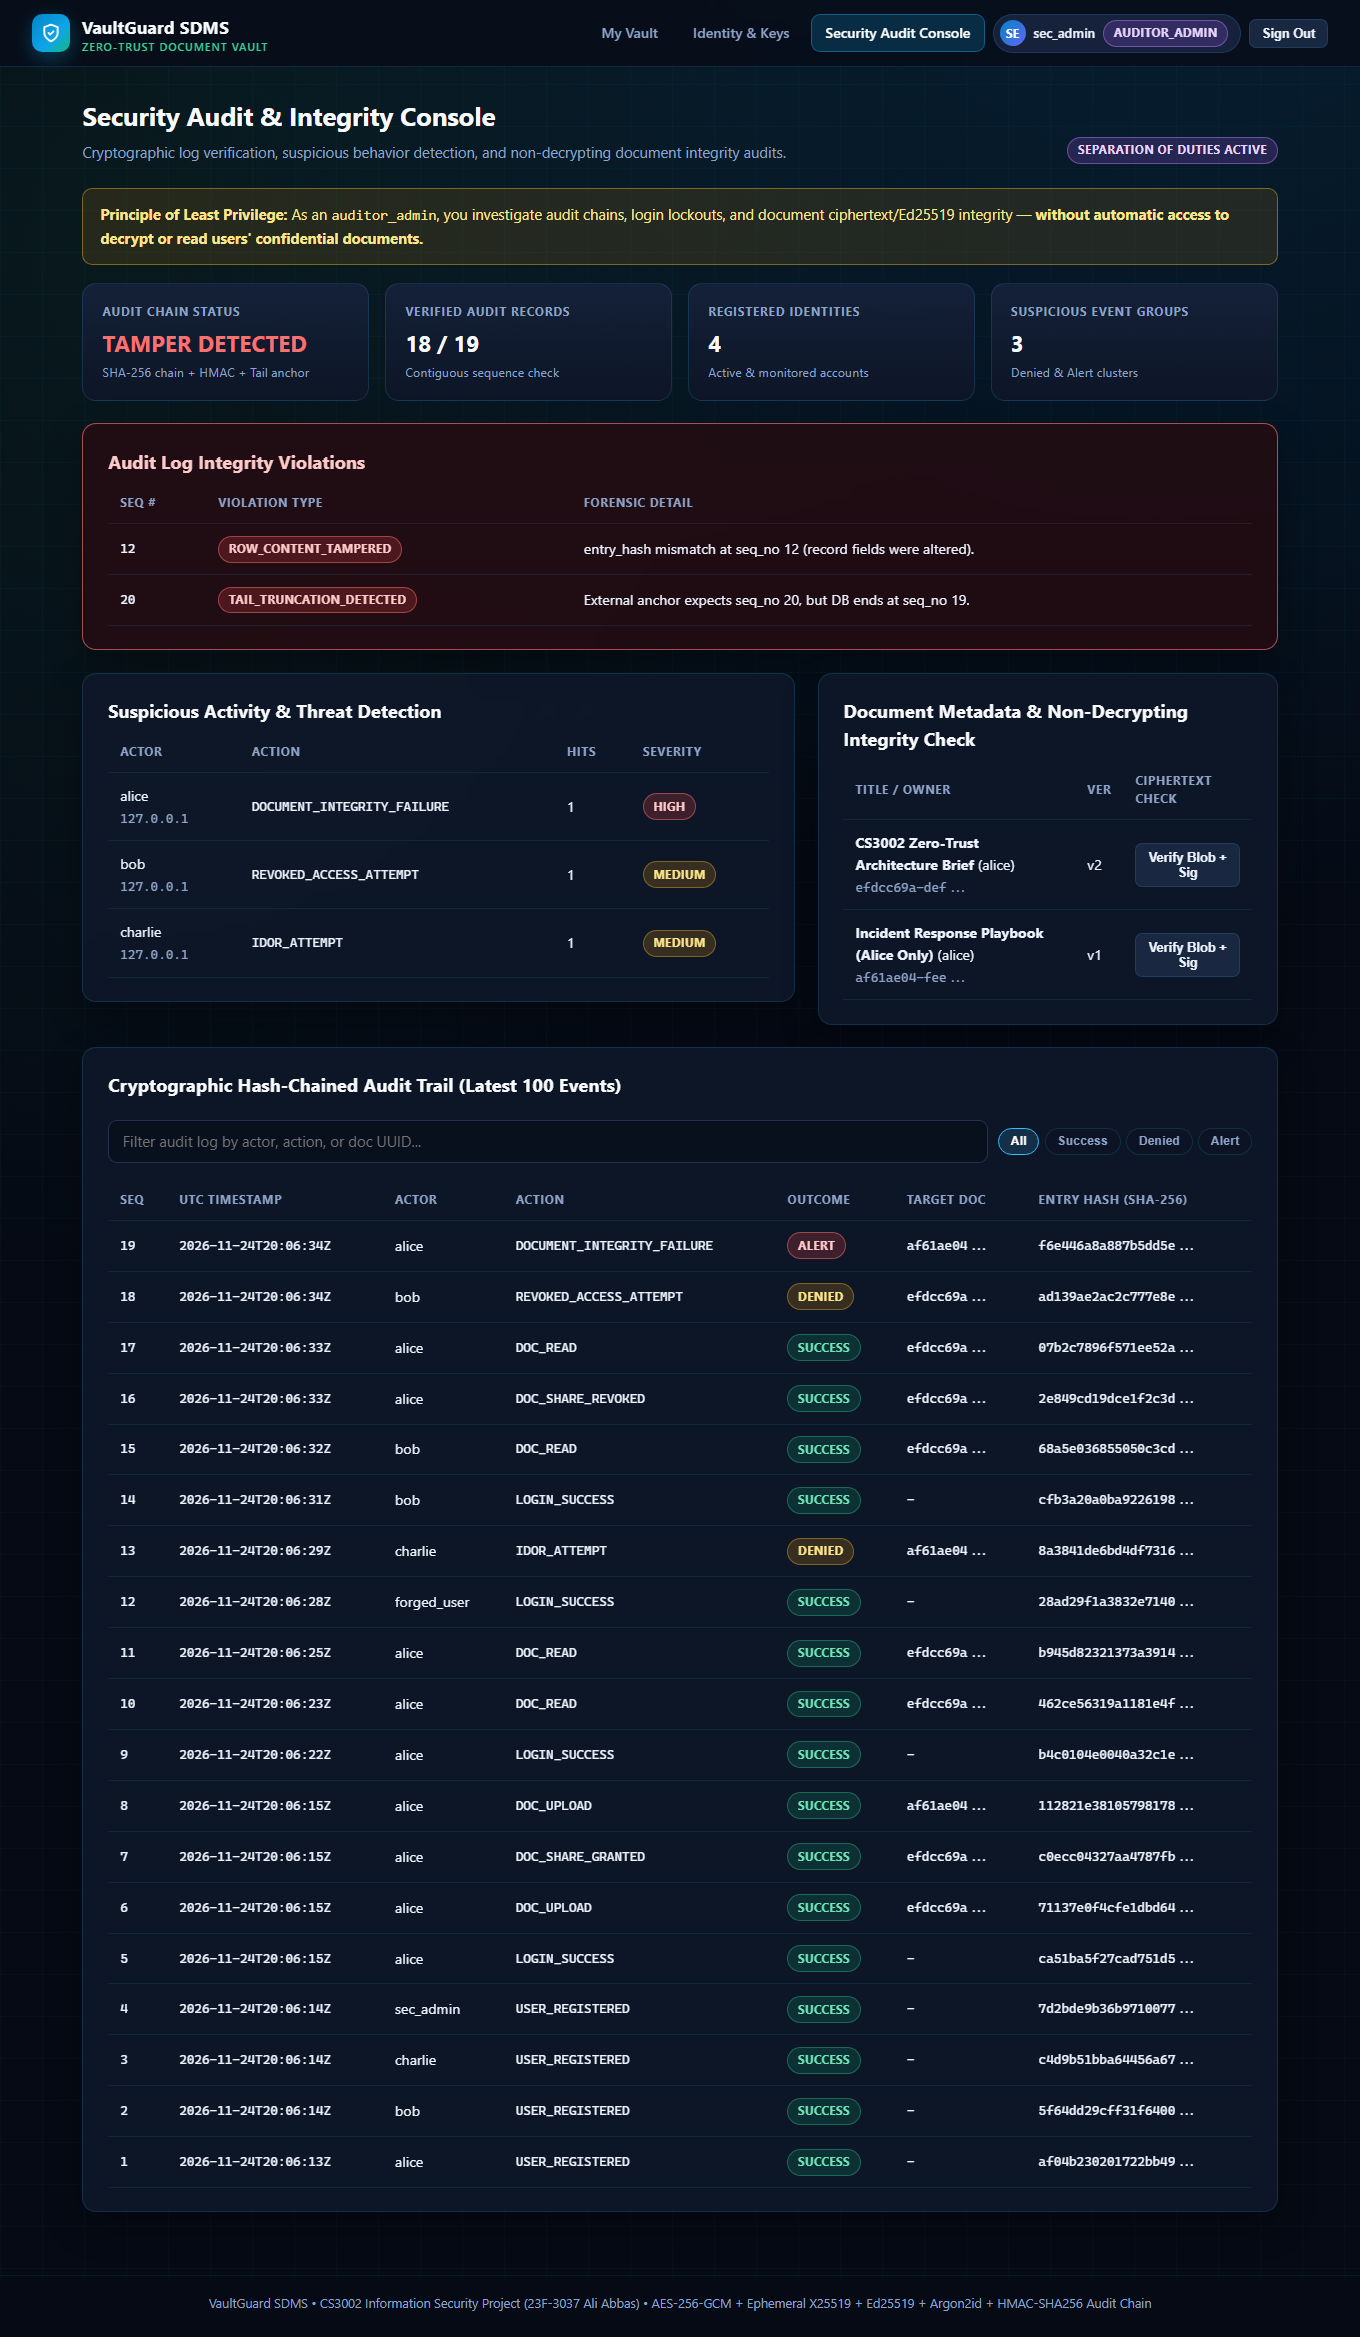 VaultGuard SDMS
ZERO-TRUST DOCUMENT VAULT
My Vault
Identity & Keys
Security Audit Console
SE sec_admin AUDITOR_ADMIN
Sign Out
Security Audit & Integrity Console
Cryptographic log verification, suspicious behavior detection, and non-decrypting document integrity audits.
SEPARATION OF DUTIES ACTIVE
Principle of Least Privilege: As an auditor_admin, you investigate audit chains, login lockouts, and document ciphertext/Ed25519 integrity — without automatic access to
decrypt or read users' confidential documents.
AUDIT CHAIN STATUS
TAMPER DETECTED
SHA-256 chain + HMAC + Tail anchor
VERIFIED AUDIT RECORDS
18 / 19
Contiguous sequence check
REGISTERED IDENTITIES
4
Active & monitored accounts
SUSPICIOUS EVENT GROUPS
3
Denied & Alert clusters
Audit Log Integrity Violations
SEQ # VIOLATION TYPE FORENSIC DETAIL
12 ROW_CONTENT_TAMPERED entry_hash mismatch at seq_no 12 (record fields were altered).
20 TAIL_TRUNCATION_DETECTED External anchor expects seq_no 20, but DB ends at seq_no 19.
Suspicious Activity & Threat Detection
ACTOR ACTION HITS SEVERITY
alice
127.0.0.1
DOCUMENT_INTEGRITY_FAILURE 1 HIGH
bob
127.0.0.1
REVOKED_ACCESS_ATTEMPT 1 MEDIUM
charlie
127.0.0.1
IDOR_ATTEMPT 1 MEDIUM
Document Metadata & Non-Decrypting
Integrity Check
TITLE / OWNER VER CIPHERTEXT
CHECK
CS3002 Zero-Trust
Architecture Brief (alice)
efdcc69a-def ...
v2
Verify Blob +
Sig
Incident Response Playbook
(Alice Only) (alice)
af61ae04-fee ...
v1
Verify Blob +
Sig
Cryptographic Hash-Chained Audit Trail (Latest 100 Events)
Filter audit log by actor, action, or doc UUID...
All Success Denied Alert
SEQ UTC TIMESTAMP ACTOR ACTION OUTCOME TARGET DOC ENTRY HASH (SHA-256)
19 2026-11-24T20:06:34Z alice DOCUMENT_INTEGRITY_FAILURE ALERT af61ae04 ... f6e446a8a887b5dd5e ...
18 2026-11-24T20:06:34Z bob REVOKED_ACCESS_ATTEMPT DENIED efdcc69a ... ad139ae2ac2c777e8e ...
17 2026-11-24T20:06:33Z alice DOC_READ SUCCESS efdcc69a ... 07b2c7896f571ee52a ...
16 2026-11-24T20:06:33Z alice DOC_SHARE_REVOKED SUCCESS efdcc69a ... 2e849cd19dce1f2c3d ...
15 2026-11-24T20:06:32Z bob DOC_READ SUCCESS efdcc69a ... 68a5e036855050c3cd ...
14 2026-11-24T20:06:31Z bob LOGIN_SUCCESS SUCCESS – cfb3a20a0ba9226198 ...
13 2026-11-24T20:06:29Z charlie IDOR_ATTEMPT DENIED af61ae04 ... 8a3841de6bd4df7316 ...
12 2026-11-24T20:06:28Z forged_user LOGIN_SUCCESS SUCCESS – 28ad29f1a3832e7140 ...
11 2026-11-24T20:06:25Z alice DOC_READ SUCCESS efdcc69a ... b945d82321373a3914 ...
10 2026-11-24T20:06:23Z alice DOC_READ SUCCESS efdcc69a ... 462ce56319a1181e4f ...
9 2026-11-24T20:06:22Z alice LOGIN_SUCCESS SUCCESS – b4c0104e0040a32c1e ...
8 2026-11-24T20:06:15Z alice DOC_UPLOAD SUCCESS af61ae04 ... 112821e38105798178 ...
7 2026-11-24T20:06:15Z alice DOC_SHARE_GRANTED SUCCESS efdcc69a ... c0ecc04327aa4787fb ...
6 2026-11-24T20:06:15Z alice DOC_UPLOAD SUCCESS efdcc69a ... 71137e0f4cfe1dbd64 ...
5 2026-11-24T20:06:15Z alice LOGIN_SUCCESS SUCCESS – ca51ba5f27cad751d5 ...
4 2026-11-24T20:06:14Z sec_admin USER_REGISTERED SUCCESS – 7d2bde9b36b9710077 ...
3 2026-11-24T20:06:14Z charlie USER_REGISTERED SUCCESS – c4d9b51bba64456a67 ...
2 2026-11-24T20:06:14Z bob USER_REGISTERED SUCCESS – 5f64dd29cff31f6400 ...
1 2026-11-24T20:06:13Z alice USER_REGISTERED SUCCESS – af04b230201722bb49 ...
VaultGuard SDMS • CS3002 Information Security Project (23F-3037 Ali Abbas) • AES-256-GCM + Ephemeral X25519 + Ed25519 + Argon2id + HMAC-SHA256 Audit Chain